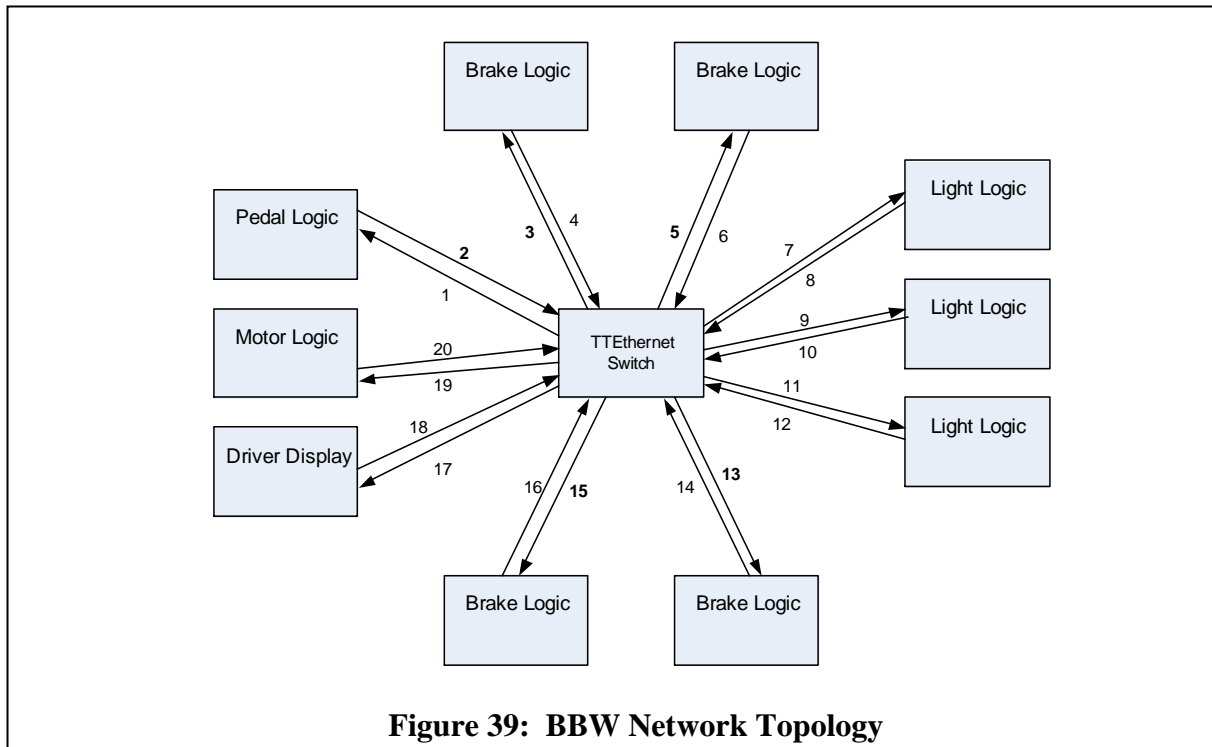 Brake Logic
Brake Logic
Light Logic
Pedal Logic
4
3
5
6
7
8
2
1
Light Logic
9
10
Motor Logic
20
19
TTEthernet
Switch
11
12
Light Logic
18
17
Driver Display
16
15
13
14
Brake Logic
Brake Logic
Figure 39: BBW Network Topology